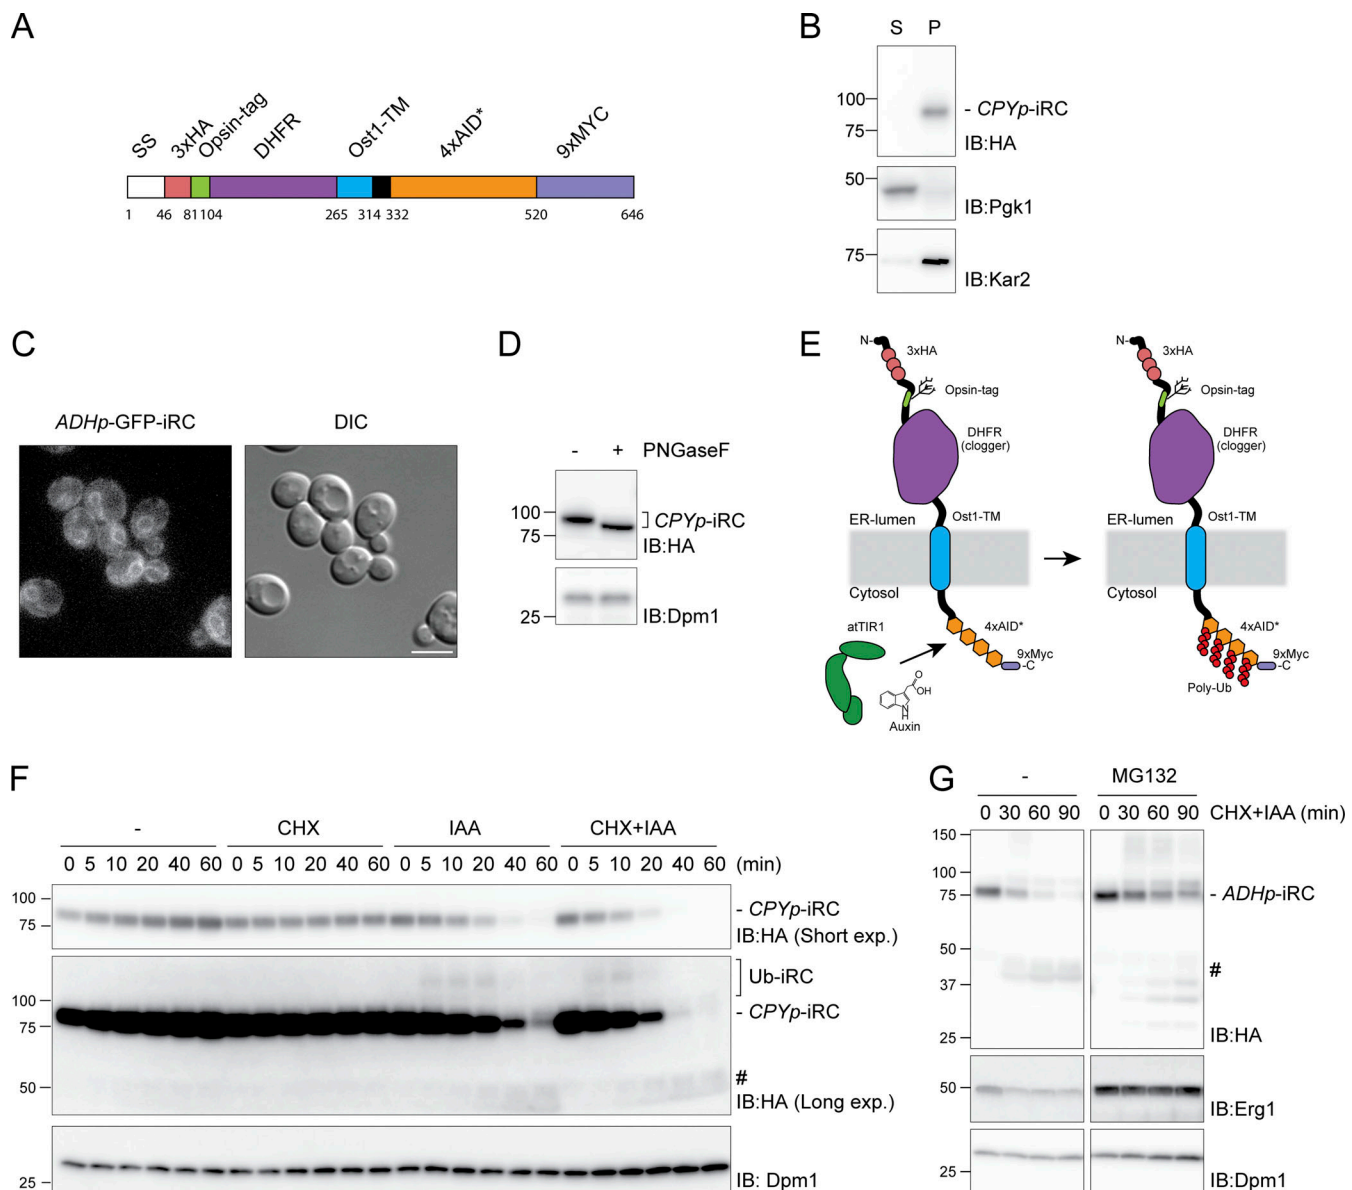 A
SS
3xHA
Opsin-tag
DHFR
Ost1-TM
4xAID*
9xMYC
1 46 81 104 265 314 332 520 646
B
S P
100
75
- CPYp-iRC
IB:HA
50
IB:Pgk1
75
IB:Kar2
C
ADHp-GFP-iRC
DIC
D
- + PNGaseF
100
75
CPYp-iRC
IB:HA
25
IB:Dpm1
E
N-
3xHA
Opsin-tag
DHFR
(clogger)
ER-lumen
Ost1-TM
Cytosol
atTIR1
4xAID*
9xMyc
-C
O
OH
N
H
Auxin
N-
3xHA
Opsin-tag
DHFR
(clogger)
ER-lumen
Ost1-TM
Cytosol
4xAID*
9xMyc
-C
Poly-Ub
F
- CHX IAA CHX+IAA
0 5 10 20 40 60 0 5 10 20 40 60 0 5 10 20 40 60 0 5 10 20 40 60 (min)
100
75
- CPYp-iRC
IB:HA (Short exp.)
Ub-iRC
100
75
- CPYp-iRC
50
#
IB:HA (Long exp.)
25
IB: Dpm1
G
- MG132
0 30 60 90 0 30 60 90 CHX+IAA (min)
150
100
75
- ADHp-iRC
50
37
#
25
IB:HA
50
IB:Erg1
25
IB:Dpm1